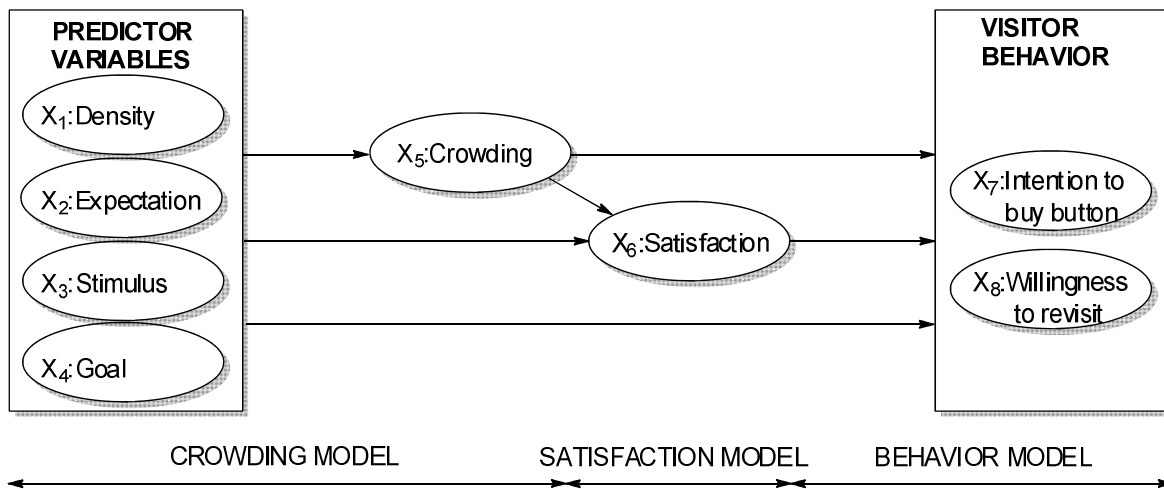 PREDICTOR
VARIABLES
X1:Density
X2:Expectation
X3:Stimulus
X4:Goal
X5:Crowding
X6:Satisfaction
VISITOR
BEHAVIOR
X7:Intention to
buy button
X8:Willingness
to revisit
CROWDING MODEL
SATISFACTION MODEL
BEHAVIOR MODEL